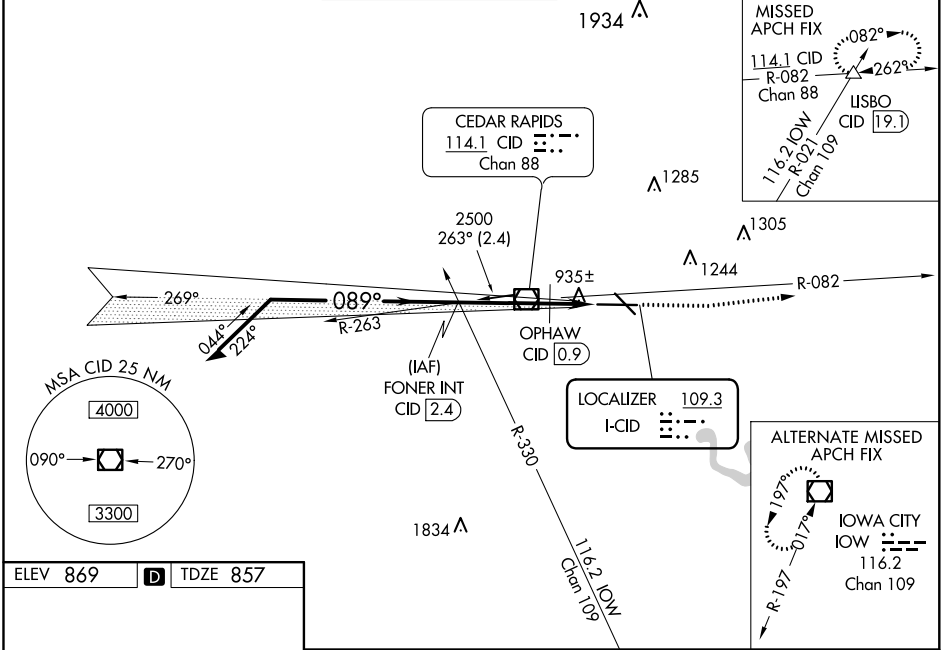 1934
MISSED
APCH FIX
082°
114.1 CID
R-082
Chan 88
262°
LISBO
CID 19.1
116.2 IOW
R-021
Chan 109
CEDAR RAPIDS
114.1 CID
Chan 88
1285
1305
1244
2500
263° (2.4)
935±
R-082
269°
089°
R-263
044°
224°
OPHAW
CID 0.9
(IAF)
FONER INT
CID 2.4
LOCALIZER 109.3
I-CID
MSA CID 25 NM
4000
090°
270°
3300
R-330
1834
116.2 IOW
Chan 109
ALTERNATE MISSED
APCH FIX
197°
017°
R-197
IOWA CITY
IOW
116.2
Chan 109
ELEV 869 D TDZE 857